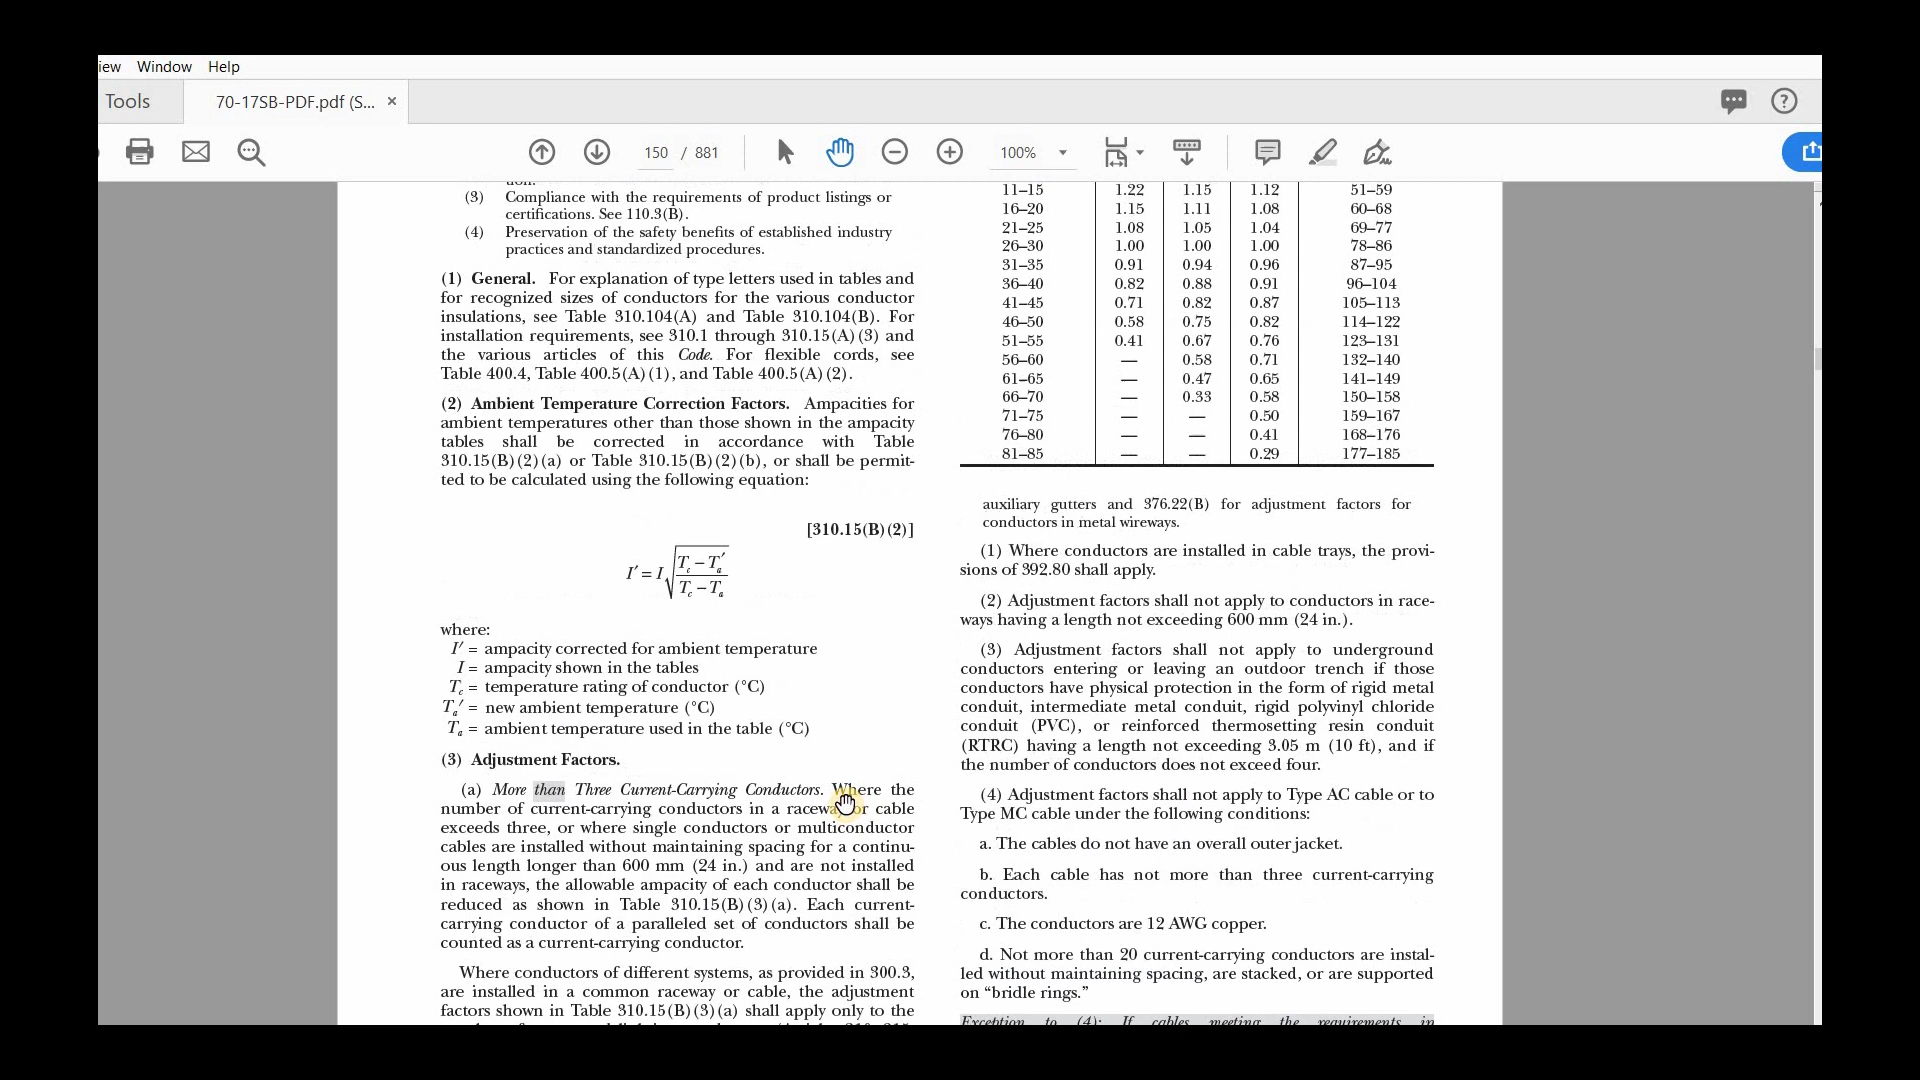 iew Window Help
Tools 70-17SB-PDF.pdf (S... ×
150 / 881 100%
tion.
(3) Compliance with the requirements of product listings or
certifications. See 110.3(B).
(4) Preservation of the safety benefits of established industry
practices and standardized procedures.
(1) General. For explanation of type letters used in tables and
for recognized sizes of conductors for the various conductor
insulations, see Table 310.104(A) and Table 310.104(B). For
installation requirements, see 310.1 through 310.15(A)(3) and
the various articles of this Code. For flexible cords, see
Table 400.4, Table 400.5(A)(1), and Table 400.5(A)(2).
(2) Ambient Temperature Correction Factors. Ampacities for
ambient temperatures other than those shown in the ampacity
tables shall be corrected in accordance with Table
310.15(B)(2)(a) or Table 310.15(B)(2)(b), or shall be permit-
ted to be calculated using the following equation:
[310.15(B)(2)]
I′ = I √((Tc − Ta′) / (Tc − Ta))
where:
I′ = ampacity corrected for ambient temperature
I = ampacity shown in the tables
Tc = temperature rating of conductor (°C)
Ta′ = new ambient temperature (°C)
Ta = ambient temperature used in the table (°C)
(3) Adjustment Factors.
(a) More than Three Current-Carrying Conductors. Where the
number of current-carrying conductors in a raceway or cable
exceeds three, or where single conductors or multiconductor
cables are installed without maintaining spacing for a continu-
ous length longer than 600 mm (24 in.) and are not installed
in raceways, the allowable ampacity of each conductor shall be
reduced as shown in Table 310.15(B)(3)(a). Each current-
carrying conductor of a paralleled set of conductors shall be
counted as a current-carrying conductor.
Where conductors of different systems, as provided in 300.3,
are installed in a common raceway or cable, the adjustment
factors shown in Table 310.15(B)(3)(a) shall apply only to the
11–15 1.22 1.15 1.12 51–59
16–20 1.15 1.11 1.08 60–68
21–25 1.08 1.05 1.04 69–77
26–30 1.00 1.00 1.00 78–86
31–35 0.91 0.94 0.96 87–95
36–40 0.82 0.88 0.91 96–104
41–45 0.71 0.82 0.87 105–113
46–50 0.58 0.75 0.82 114–122
51–55 0.41 0.67 0.76 123–131
56–60 — 0.58 0.71 132–140
61–65 — 0.47 0.65 141–149
66–70 — 0.33 0.58 150–158
71–75 — — 0.50 159–167
76–80 — — 0.41 168–176
81–85 — — 0.29 177–185
auxiliary gutters and 376.22(B) for adjustment factors for
conductors in metal wireways.
(1) Where conductors are installed in cable trays, the provi-
sions of 392.80 shall apply.
(2) Adjustment factors shall not apply to conductors in race-
ways having a length not exceeding 600 mm (24 in.).
(3) Adjustment factors shall not apply to underground
conductors entering or leaving an outdoor trench if those
conductors have physical protection in the form of rigid metal
conduit, intermediate metal conduit, rigid polyvinyl chloride
conduit (PVC), or reinforced thermosetting resin conduit
(RTRC) having a length not exceeding 3.05 m (10 ft), and if
the number of conductors does not exceed four.
(4) Adjustment factors shall not apply to Type AC cable or to
Type MC cable under the following conditions:
a. The cables do not have an overall outer jacket.
b. Each cable has not more than three current-carrying
conductors.
c. The conductors are 12 AWG copper.
d. Not more than 20 current-carrying conductors are instal-
led without maintaining spacing, are stacked, or are supported
on “bridle rings.”
Exception to (4): If cables meeting the requirements in